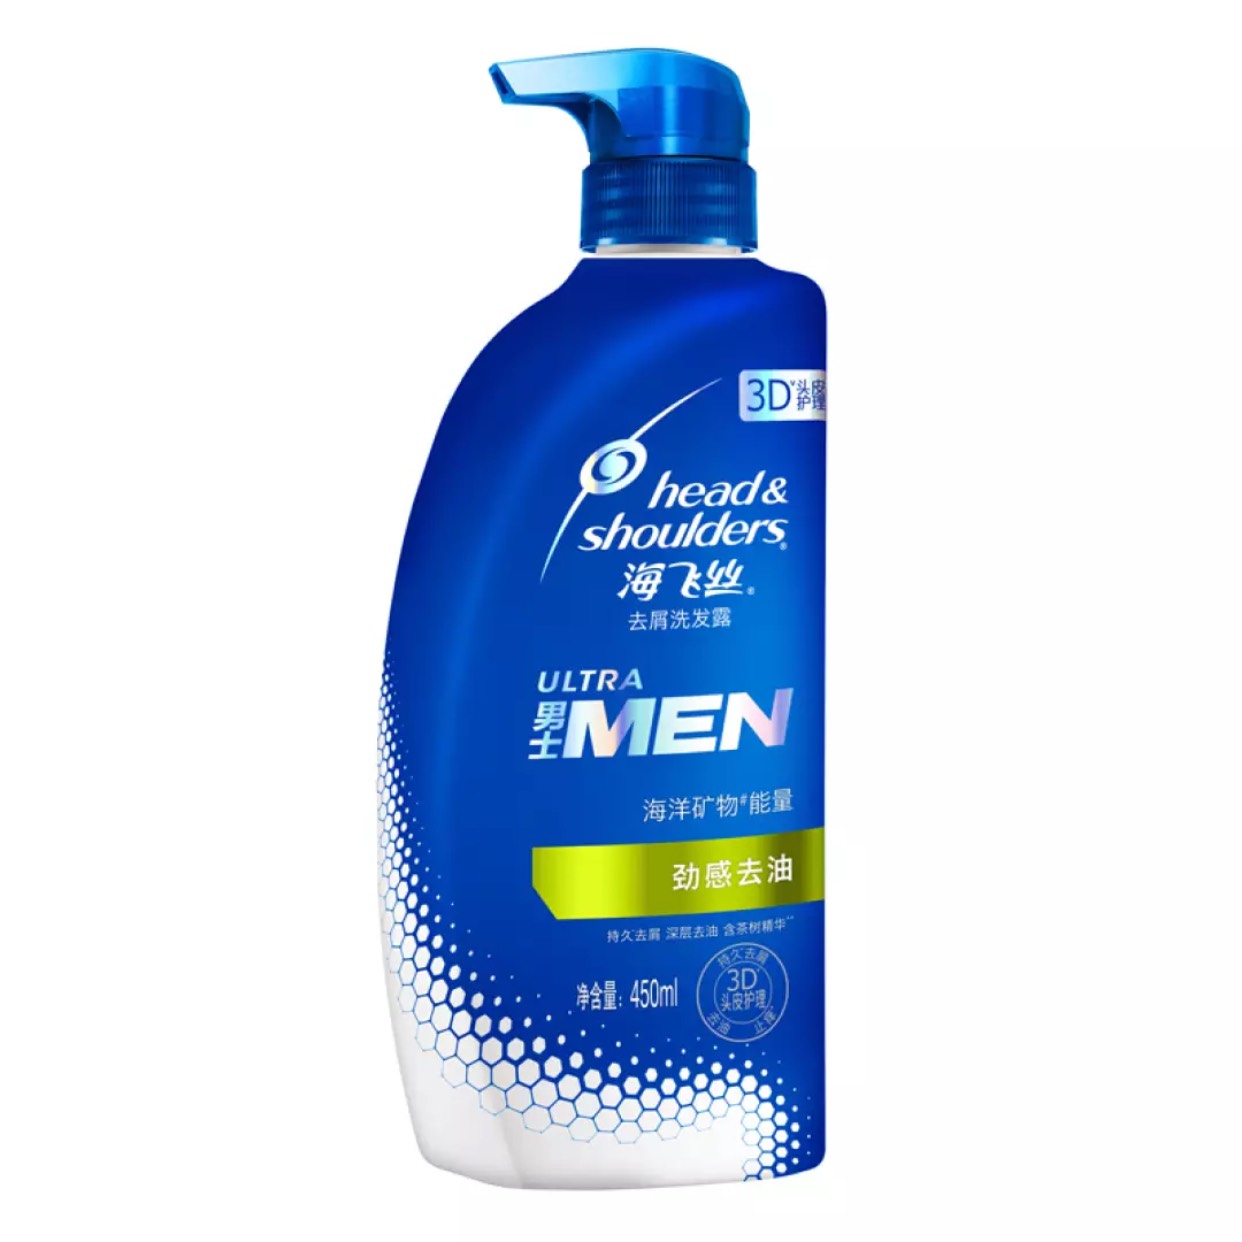 3D*头皮护理
head &
shoulders®
海飞丝®
去屑洗发露
ULTRA
男士MEN
海洋矿物#能量
劲感去油
持久*去屑 深层去油 含茶树精华**
净含量：450ml
持久*去屑
3D*
头皮护理
去油
止痒*